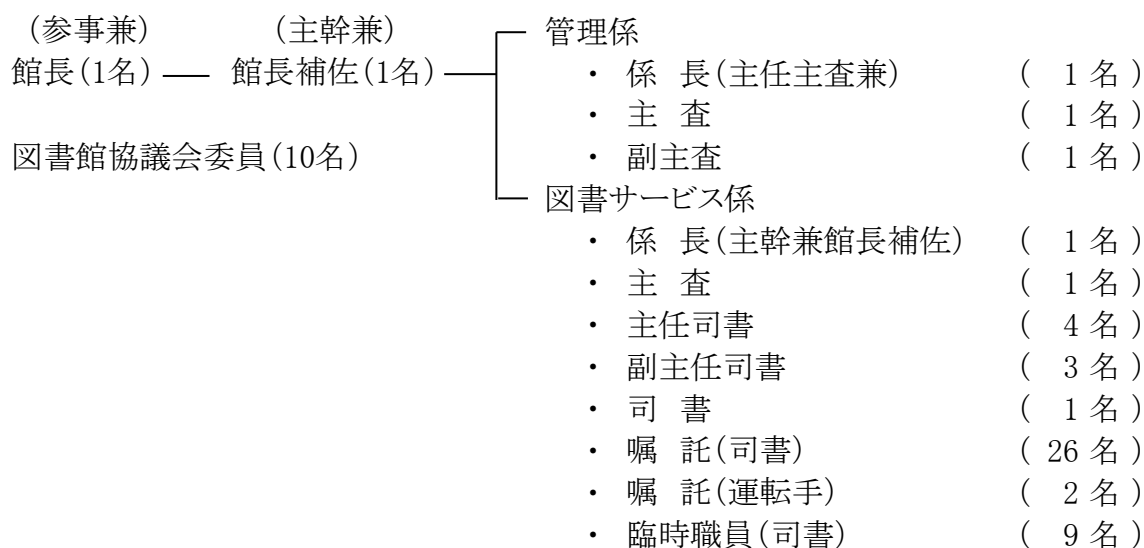 (参事兼) (主幹兼) 管理係
館長(1名) 館長補佐(1名) ・ 係 長(主任主査兼) ( 1 名 )
・ 主 査 ( 1 名 )
図書館協議会委員(10名) ・ 副主査 ( 1 名 )
図書サービス係
・ 係 長(主幹兼館長補佐) ( 1 名 )
・ 主 査 ( 1 名 )
・ 主任司書 ( 4 名 )
・ 副主任司書 ( 3 名 )
・ 司 書 ( 1 名 )
・ 嘱 託(司書) ( 26 名 )
・ 嘱 託(運転手) ( 2 名 )
・ 臨時職員(司書) ( 9 名 )